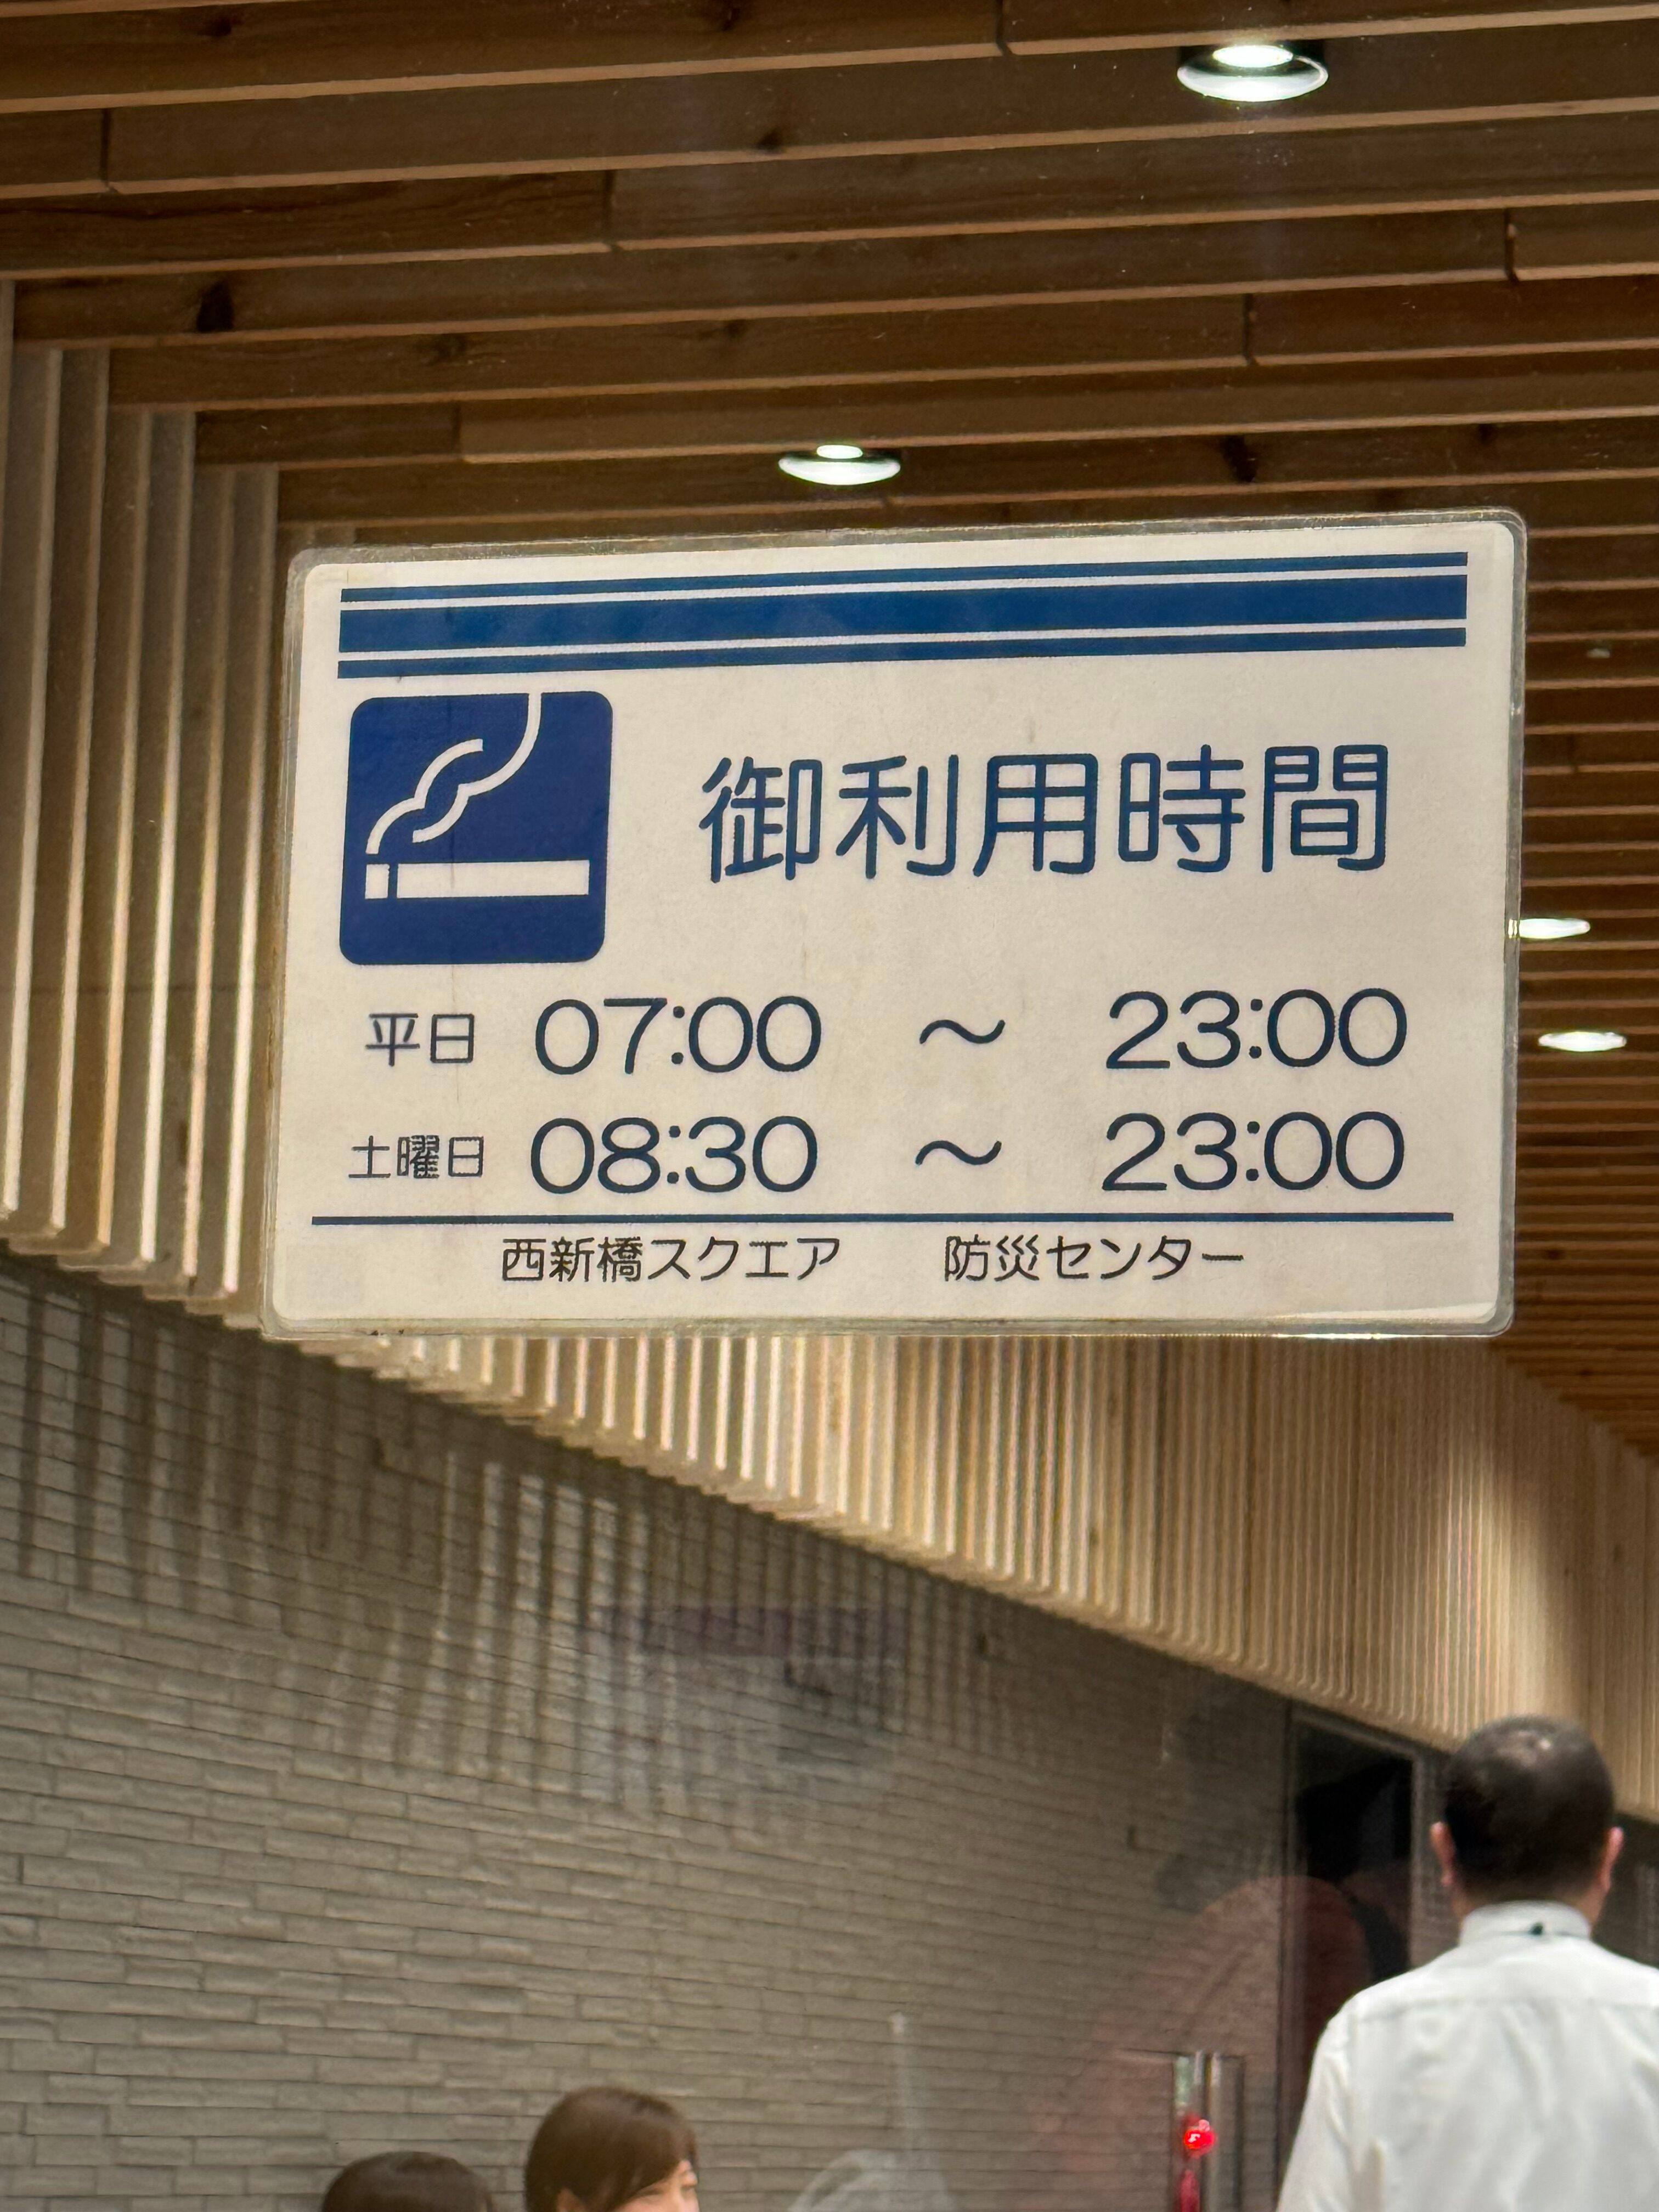 御利用時間
平日 07:00 ～ 23:00
土曜日 08:30 ～ 23:00
西新橋スクエア 防災センター